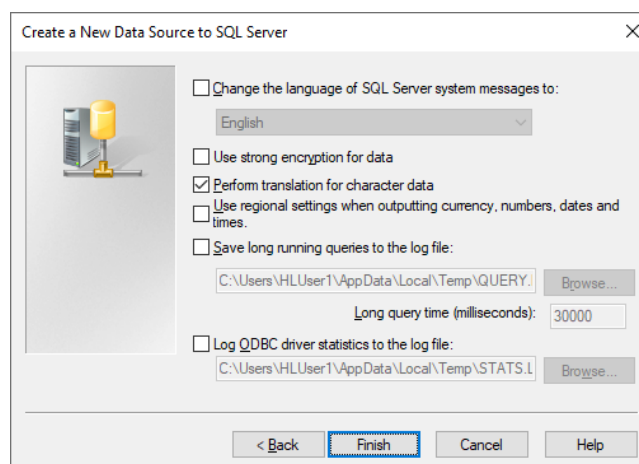 Create a New Data Source to SQL Server
Change the language of SQL Server system messages to:
English
Use strong encryption for data
Perform translation for character data
Use regional settings when outputting currency, numbers, dates and
times.
Save long running queries to the log file:
C:\Users\HLUser1\AppData\Local\Temp\QUERY.
Browse...
Long query time (milliseconds):
30000
Log ODBC driver statistics to the log file:
C:\Users\HLUser1\AppData\Local\Temp\STATS.L
Browse...
< Back
Finish
Cancel
Help